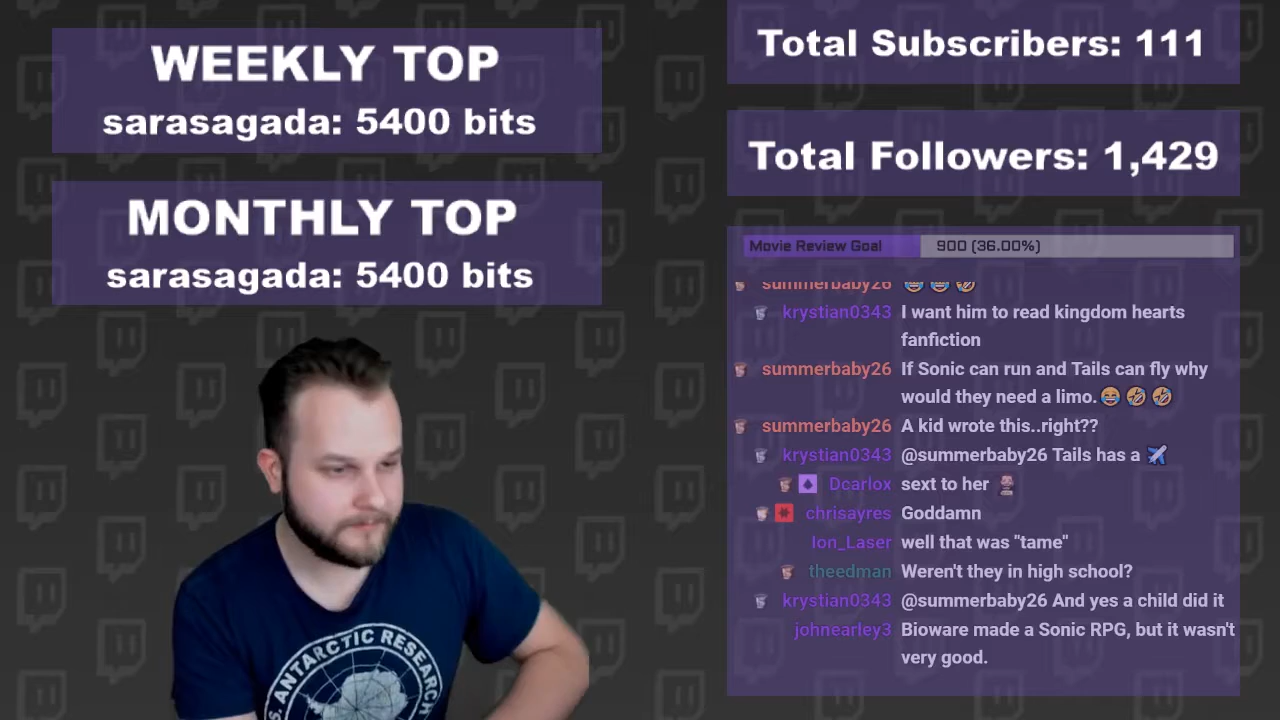 WEEKLY TOP
sarasagada: 5400 bits
MONTHLY TOP
sarasagada: 5400 bits
Total Subscribers: 111
Total Followers: 1,429
Movie Review Goal 900 (36.00%)
summerbaby26 😂 😂 🤣
krystian0343 I want him to read kingdom hearts
fanfiction
summerbaby26 If Sonic can run and Tails can fly why
would they need a limo. 😂 🤣 🤣
summerbaby26 A kid wrote this..right??
krystian0343 @summerbaby26 Tails has a ✈️
Dcarlox sext to her
chrisayres Goddamn
Ion_Laser well that was "tame"
theedman Weren't they in high school?
krystian0343 @summerbaby26 And yes a child did it
johnearley3 Bioware made a Sonic RPG, but it wasn't
very good.
S. ANTARCTIC RESEARCH